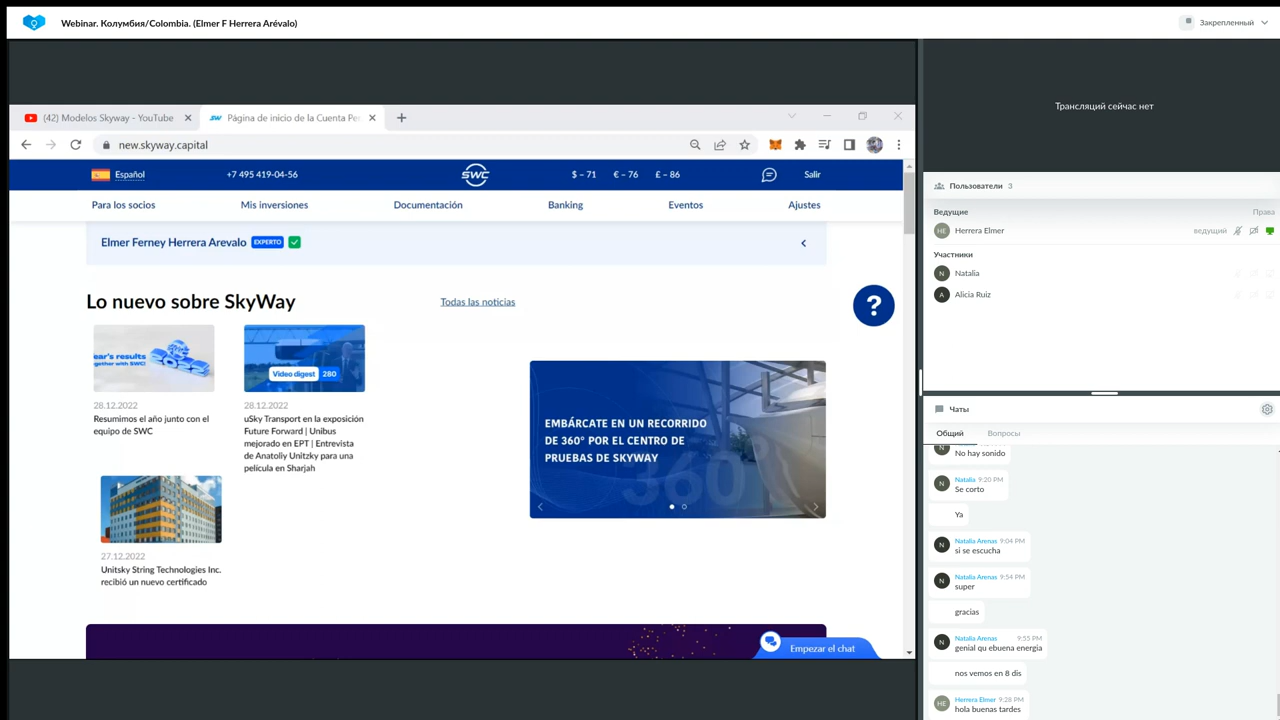 Webinar. Колумбия/Colombia. (Elmer F Herrera Arévalo)
Закрепленный
(42) Modelos Skyway - YouTube
Página de inicio de la Cuenta Pe
new.skyway.capital
Español
+7 495 419-04-56
SWC
$ – 71
€ – 76
£ – 86
Salir
Para los socios
Mis inversiones
Documentación
Banking
Eventos
Ajustes
Elmer Ferney Herrera Arevalo EXPERTO
Lo nuevo sobre SkyWay
Todas las noticias
?
ear's results
gether with SWC!
Video digest 280
28.12.2022
Resumimos el año junto con el
equipo de SWC
28.12.2022
uSky Transport en la exposición
Future Forward | Unibus
mejorado en EPT | Entrevista
de Anatoliy Unitzky para una
película en Sharjah
27.12.2022
Unitsky String Technologies Inc.
recibió un nuevo certificado
EMBÁRCATE EN UN RECORRIDO
DE 360° POR EL CENTRO DE
PRUEBAS DE SKYWAY
Empezar el chat
Трансляций сейчас нет
Пользователи 3
Ведущие
Права
HE Herrera Elmer ведущий
Участники
N Natalia
A Alicia Ruiz
Чаты
Общий
Вопросы
No hay sonido
N Natalia 9:20 PM
Se corto
Ya
N Natalia Arenas 9:04 PM
si se escucha
N Natalia Arenas 9:54 PM
super
gracias
N Natalia Arenas 9:55 PM
genial qu ebuena energia
nos vemos en 8 dis
HE Herrera Elmer 9:28 PM
hola buenas tardes